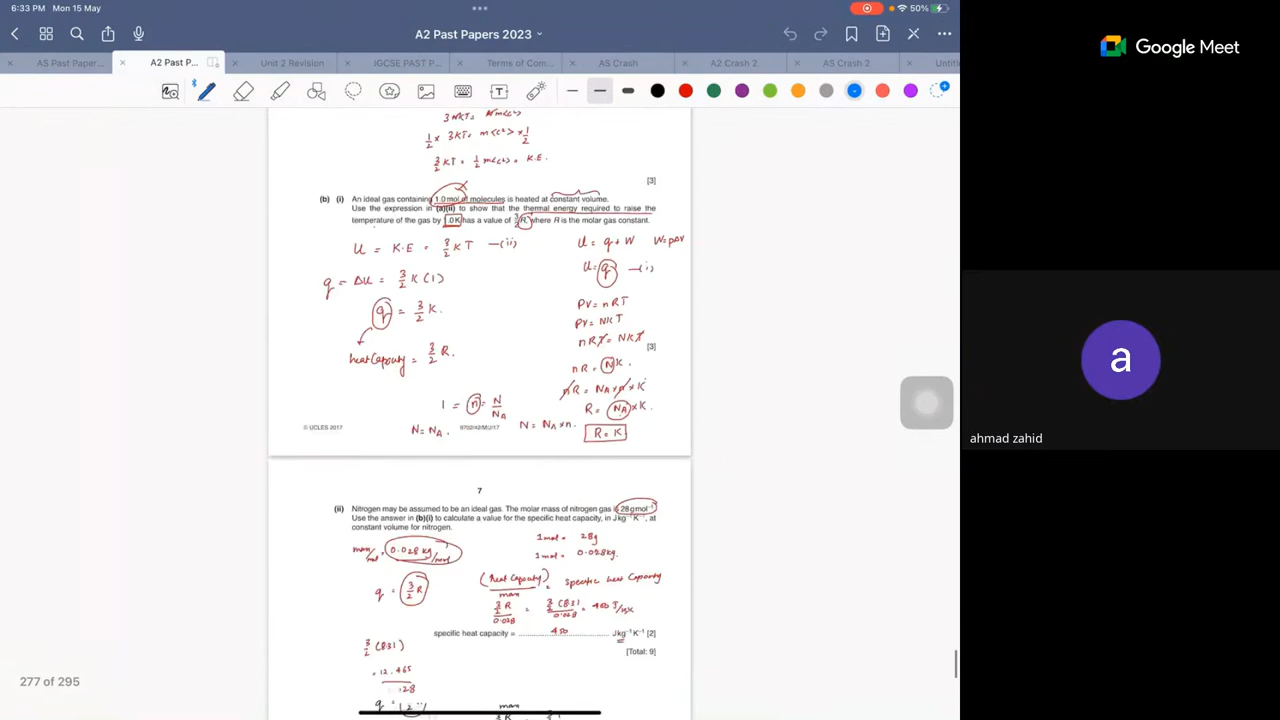 6:33 PM Mon 15 May
50%
A2 Past Papers 2023
AS Past Paper...
A2 Past P...
Unit 2 Revision
IGCSE PAST P...
Terms of Com...
AS Crash
A2 Crash 2.
AS Crash 2
Untitl
Google Meet
ahmad zahid
a
½ × 3KT = m<c²> × ½
3/2 KT = ½ m<c²> = K.E.
[3]
(b) (i) An ideal gas containing 1.0 mol of molecules is heated at constant volume.
Use the expression in (a)(ii) to show that the thermal energy required to raise the
temperature of the gas by 1.0 K has a value of 3/2 R, where R is the molar gas constant.
U = K.E = 3/2 KT —(ii)
U = q + W W = pΔV
q = ΔU = 3/2 K(1)
U = q —(i)
q = 3/2 K.
PV = nRT
PV = NKT
nRT = NKT
[3]
heat Capacity = 3/2 R.
nR = NK.
nR = NA × n × K
1 = n = N/NA
R = NA × K.
N = NA.
N = NA × n.
R = K
© UCLES 2017
9702/42/M/J/17
7
(ii) Nitrogen may be assumed to be an ideal gas. The molar mass of nitrogen gas is 28 g mol⁻¹.
Use the answer in (b)(i) to calculate a value for the specific heat capacity, in J kg⁻¹ K⁻¹, at
constant volume for nitrogen.
1 mol = 28g
mass/mol = 0.028 kg/mol
1 mol = 0.028kg.
q = 3/2 R
(heat Capacity)/mass = Specific heat Capacity
3/2 R / 0.028 = 3/2 (8.31) / 0.028 = 450 J/
specific heat capacity = 450 J kg⁻¹ K⁻¹ [2]
[Total: 9]
3/2 (8.31)
= 12.465
277 of 295
mass